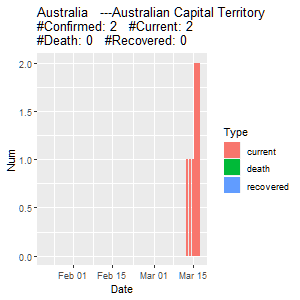 Australia   ---Australian Capital Territory
#Confirmed: 2   #Current: 2
#Death: 0   #Recovered: 0
2.0
1.5
1.0
0.5
0.0
Num
Feb 01   Feb 15   Mar 01   Mar 15
Date
Type
current
death
recovered